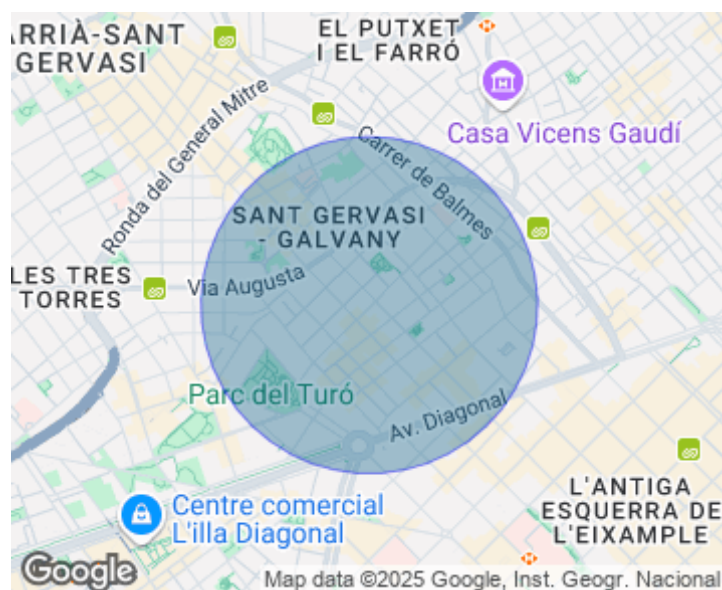 ARRIÀ-SANT
GERVASI
EL PUTXET
I EL FARRÓ
Casa Vicens Gaudí
Ronda del General Mitre
Carrer de Balmes
SANT GERVASI
- GALVANY
LES TRES
TORRES
Via Augusta
Parc del Turó
Av. Diagonal
Centre comercial
L'illa Diagonal
L'ANTIGA
ESQUERRA DE
L'EIXAMPLE
Google
Map data ©2025 Google, Inst. Geogr. Nacional